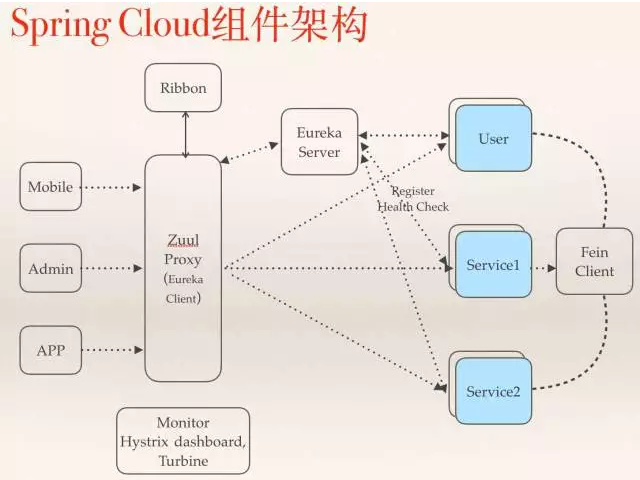 Spring Cloud组件架构
Ribbon
Eureka
Server
User
Mobile
Register
Health Check
Zuul
Proxy
(Eureka
Client)
Admin
Service1
Fein
Client
APP
Service2
Monitor
Hystrix dashboard,
Turbine